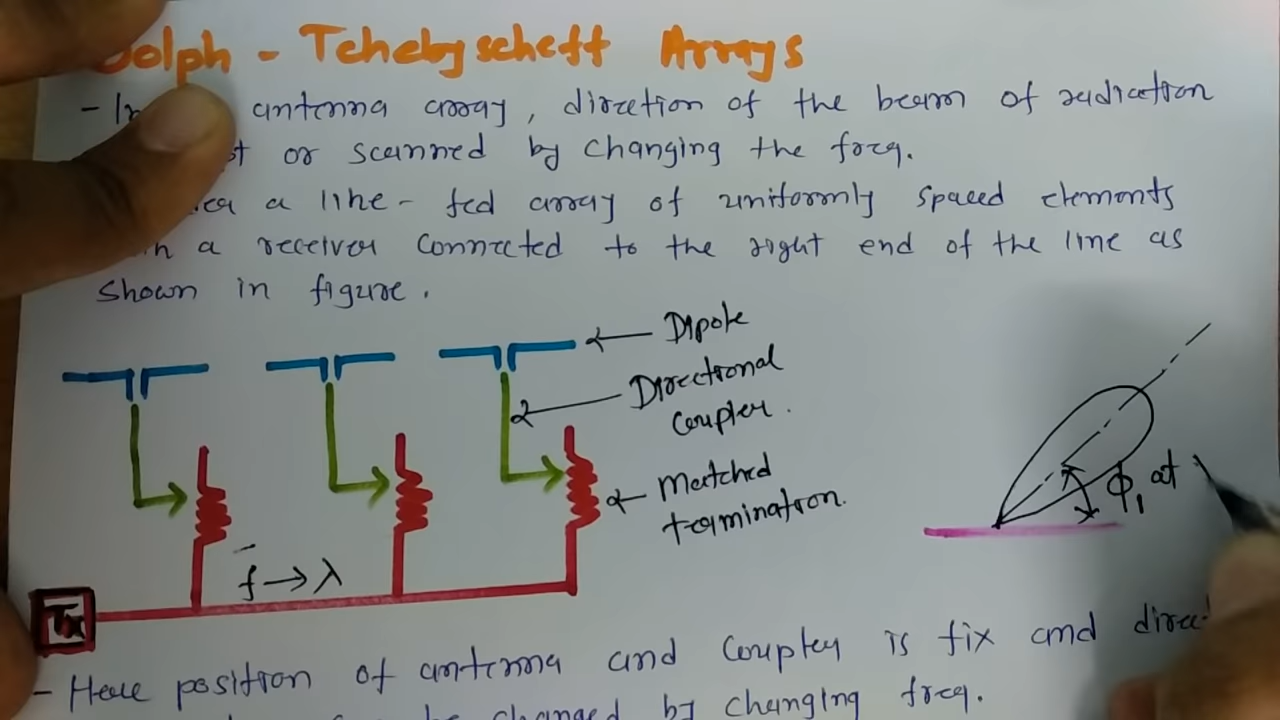 Dolph - Tchebyscheff Arrays
- In antenna array, direction of the beam of radiation
or scanned by changing the freq.
a line - fed array of uniformly spaced elements
a receiver connected to the right end of the line as
shown in figure.
Dipole
Directional
Coupler.
Matched
termination.
ϕ₁ at
f → λ
Tx
- Here position of antenna and coupler is fix and direc
be changed by changing freq.